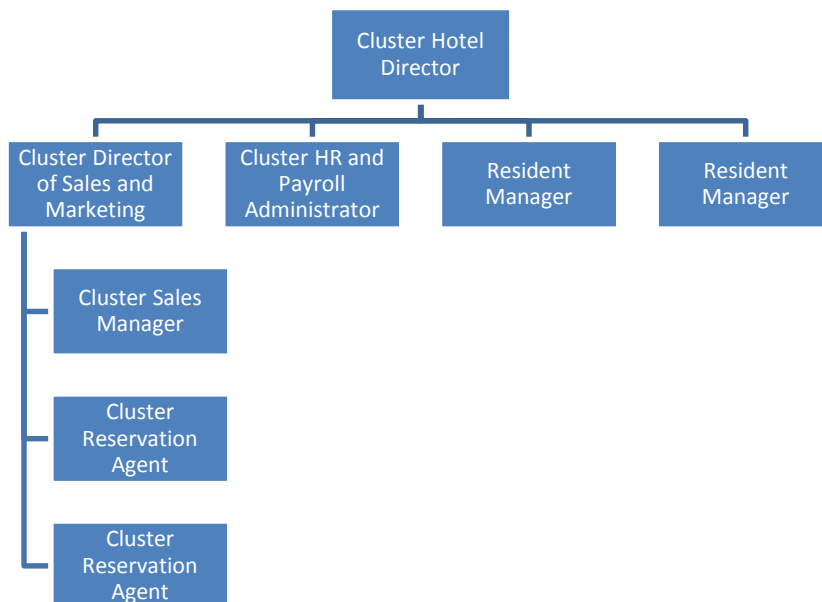 Cluster Hotel
Director
Cluster Director
of Sales and
Marketing
Cluster HR and
Payroll
Administrator
Resident
Manager
Resident
Manager
Cluster Sales
Manager
Cluster
Reservation
Agent
Cluster
Reservation
Agent